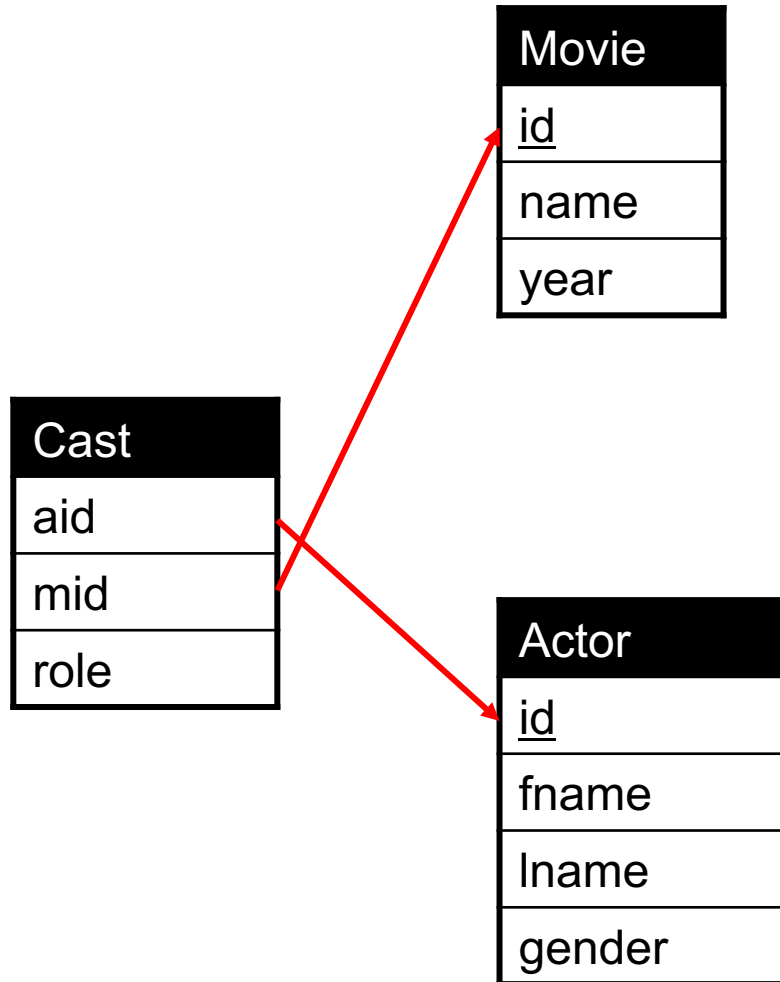 Movie
id
name
year
Cast
aid
mid
role
Actor
id
fname
lname
gender